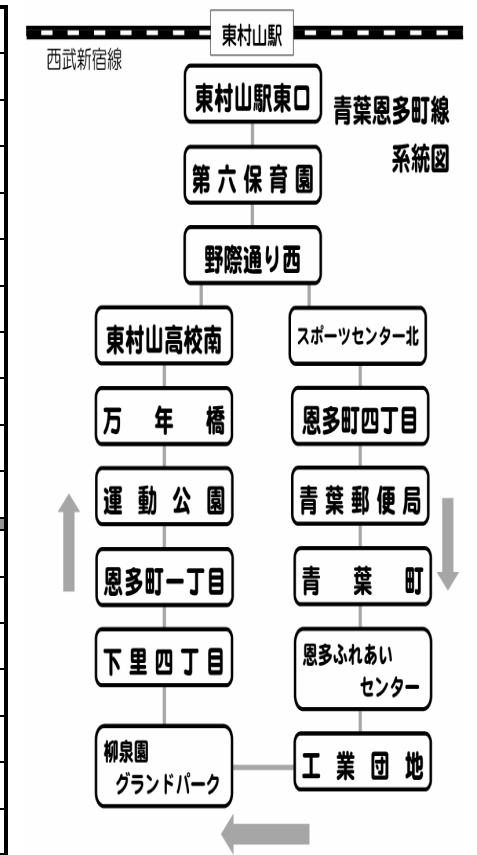 東村山駅
西武新宿線
東村山駅東口
青葉恩多町線
系統図
第六保育園
野際通り西
東村山高校南
スポーツセンター北
万年橋
恩多町四丁目
運動公園
青葉郵便局
恩多町一丁目
青葉町
下里四丁目
恩多ふれあい
センター
柳泉園
グランドパーク
工業団地